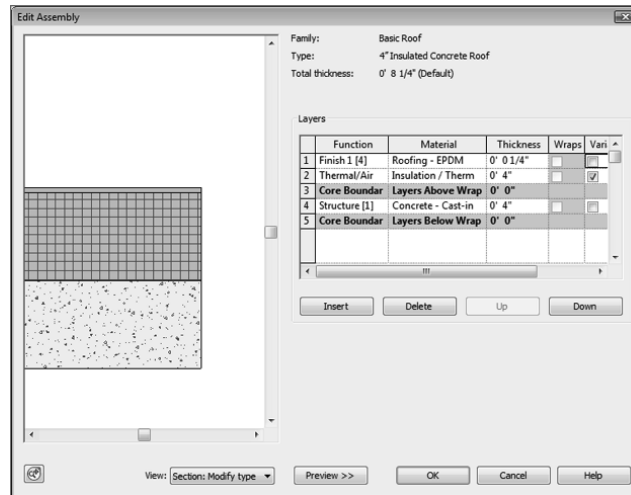 Edit Assembly
Family: Basic Roof
Type: 4" Insulated Concrete Roof
Total thickness: 0' 8 1/4" (Default)
Layers
Function Material Thickness Wraps Vari
1 Finish 1 [4] Roofing - EPDM 0' 0 1/4"
2 Thermal/Air Insulation / Therm 0' 4"
3 Core Boundar Layers Above Wrap 0' 0"
4 Structure [1] Concrete - Cast-in 0' 4"
5 Core Boundar Layers Below Wrap 0' 0"
Insert Delete Up Down
View: Section: Modify type Preview >> OK Cancel Help